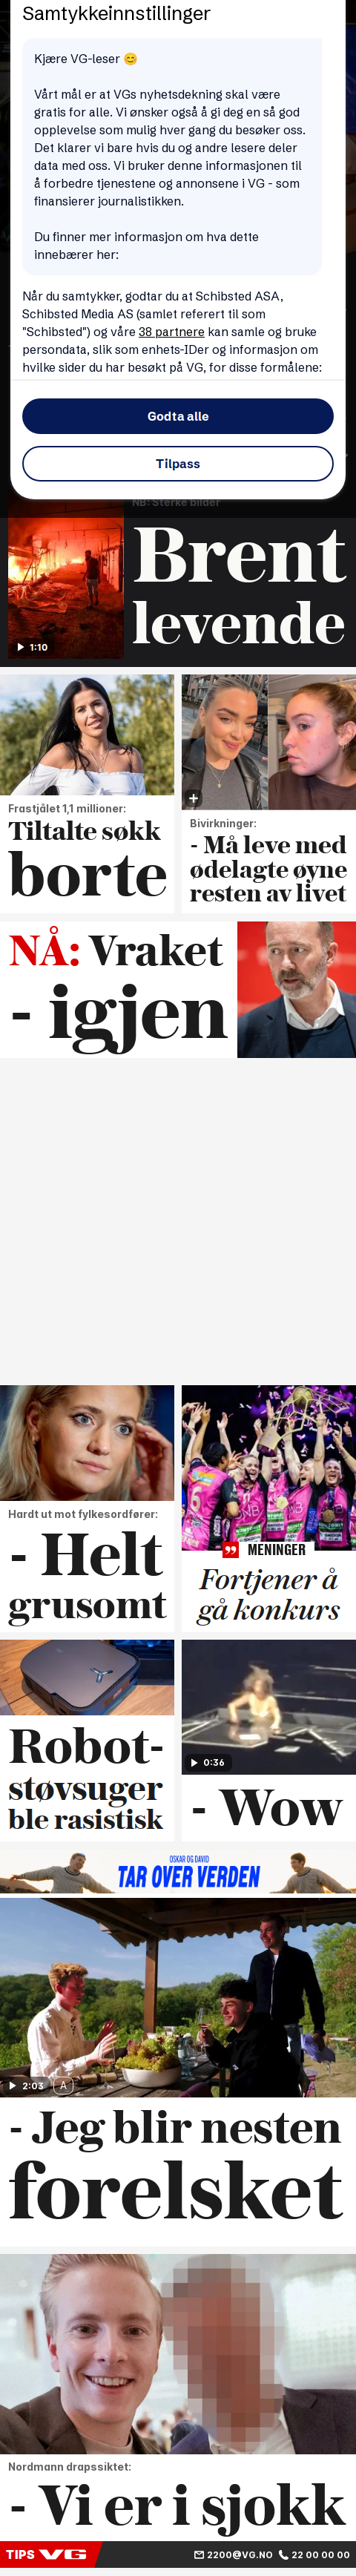 Samtykkeinnstillinger
Kjære VG-leser 😊
Vårt mål er at VGs nyhetsdekning skal være
gratis for alle. Vi ønsker også å gi deg en så god
opplevelse som mulig hver gang du besøker oss.
Det klarer vi bare hvis du og andre lesere deler
data med oss. Vi bruker denne informasjonen til
å forbedre tjenestene og annonsene i VG - som
finansierer journalistikken.
Du finner mer informasjon om hva dette
innebærer her:
Når du samtykker, godtar du at Schibsted ASA,
Schibsted Media AS (samlet referert til som
"Schibsted") og våre 38 partnere kan samle og bruke
persondata, slik som enhets-IDer og informasjon om
hvilke sider du har besøkt på VG, for disse formålene:
Godta alle
Tilpass
NB: Sterke bilder
Brent
levende
1:10
Frastjålet 1,1 millioner:
Tiltalte søkk
borte
Bivirkninger:
- Må leve med
ødelagte øyne
resten av livet
NÅ: Vraket
- igjen
Hardt ut mot fylkesordfører:
- Helt
grusomt
MENINGER
Fortjener å
gå konkurs
Robot-
støvsuger
ble rasistisk
0:36
- Wow
OSKAR OG DAVID
TAR OVER VERDEN
2:03 A
- Jeg blir nesten
forelsket
Nordmann drapssiktet:
- Vi er i sjokk
TIPS VG 2200@VG.NO 22 00 00 00